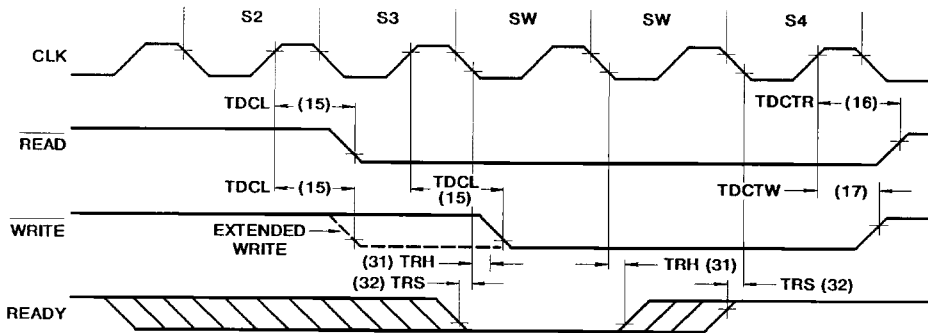 S2 S3 SW SW S4
CLK
TDCL (15) TDCTR (16)
READ
TDCL (15) TDCL (15) TDCTW (17)
WRITE
EXTENDED WRITE
(31) TRH TRH (31)
(32) TRS TRS (32)
READY